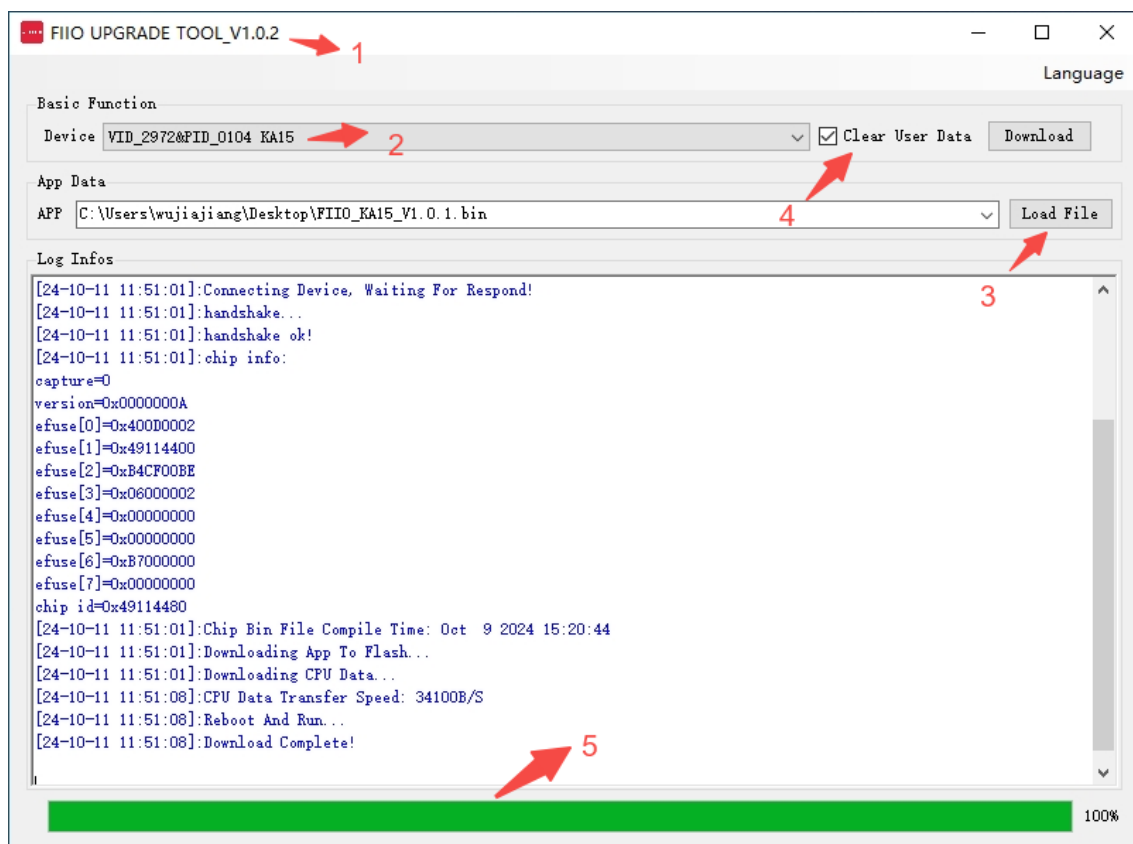 FIIO UPGRADE TOOL_V1.0.2
1
Language
Basic Function
Device VID_2972&PID_0104 KA15 2 Clear User Data Download
App Data
APP C:\Users\wujiajiang\Desktop\FIIO_KA15_V1.0.1.bin 4 Load File
Log Infos
3
[24-10-11 11:51:01]:Connecting Device, Waiting For Respond!
[24-10-11 11:51:01]:handshake...
[24-10-11 11:51:01]:handshake ok!
[24-10-11 11:51:01]:chip info:
capture=0
version=0x0000000A
efuse[0]=0x400D0002
efuse[1]=0x49114400
efuse[2]=0xB4CF00BE
efuse[3]=0x06000002
efuse[4]=0x00000000
efuse[5]=0x00000000
efuse[6]=0xB7000000
efuse[7]=0x00000000
chip id=0x49114480
[24-10-11 11:51:01]:Chip Bin File Compile Time: Oct  9 2024 15:20:44
[24-10-11 11:51:01]:Downloading App To Flash...
[24-10-11 11:51:01]:Downloading CPU Data...
[24-10-11 11:51:08]:CPU Data Transfer Speed: 34100B/S
[24-10-11 11:51:08]:Reboot And Run...
[24-10-11 11:51:08]:Download Complete!
5
100%